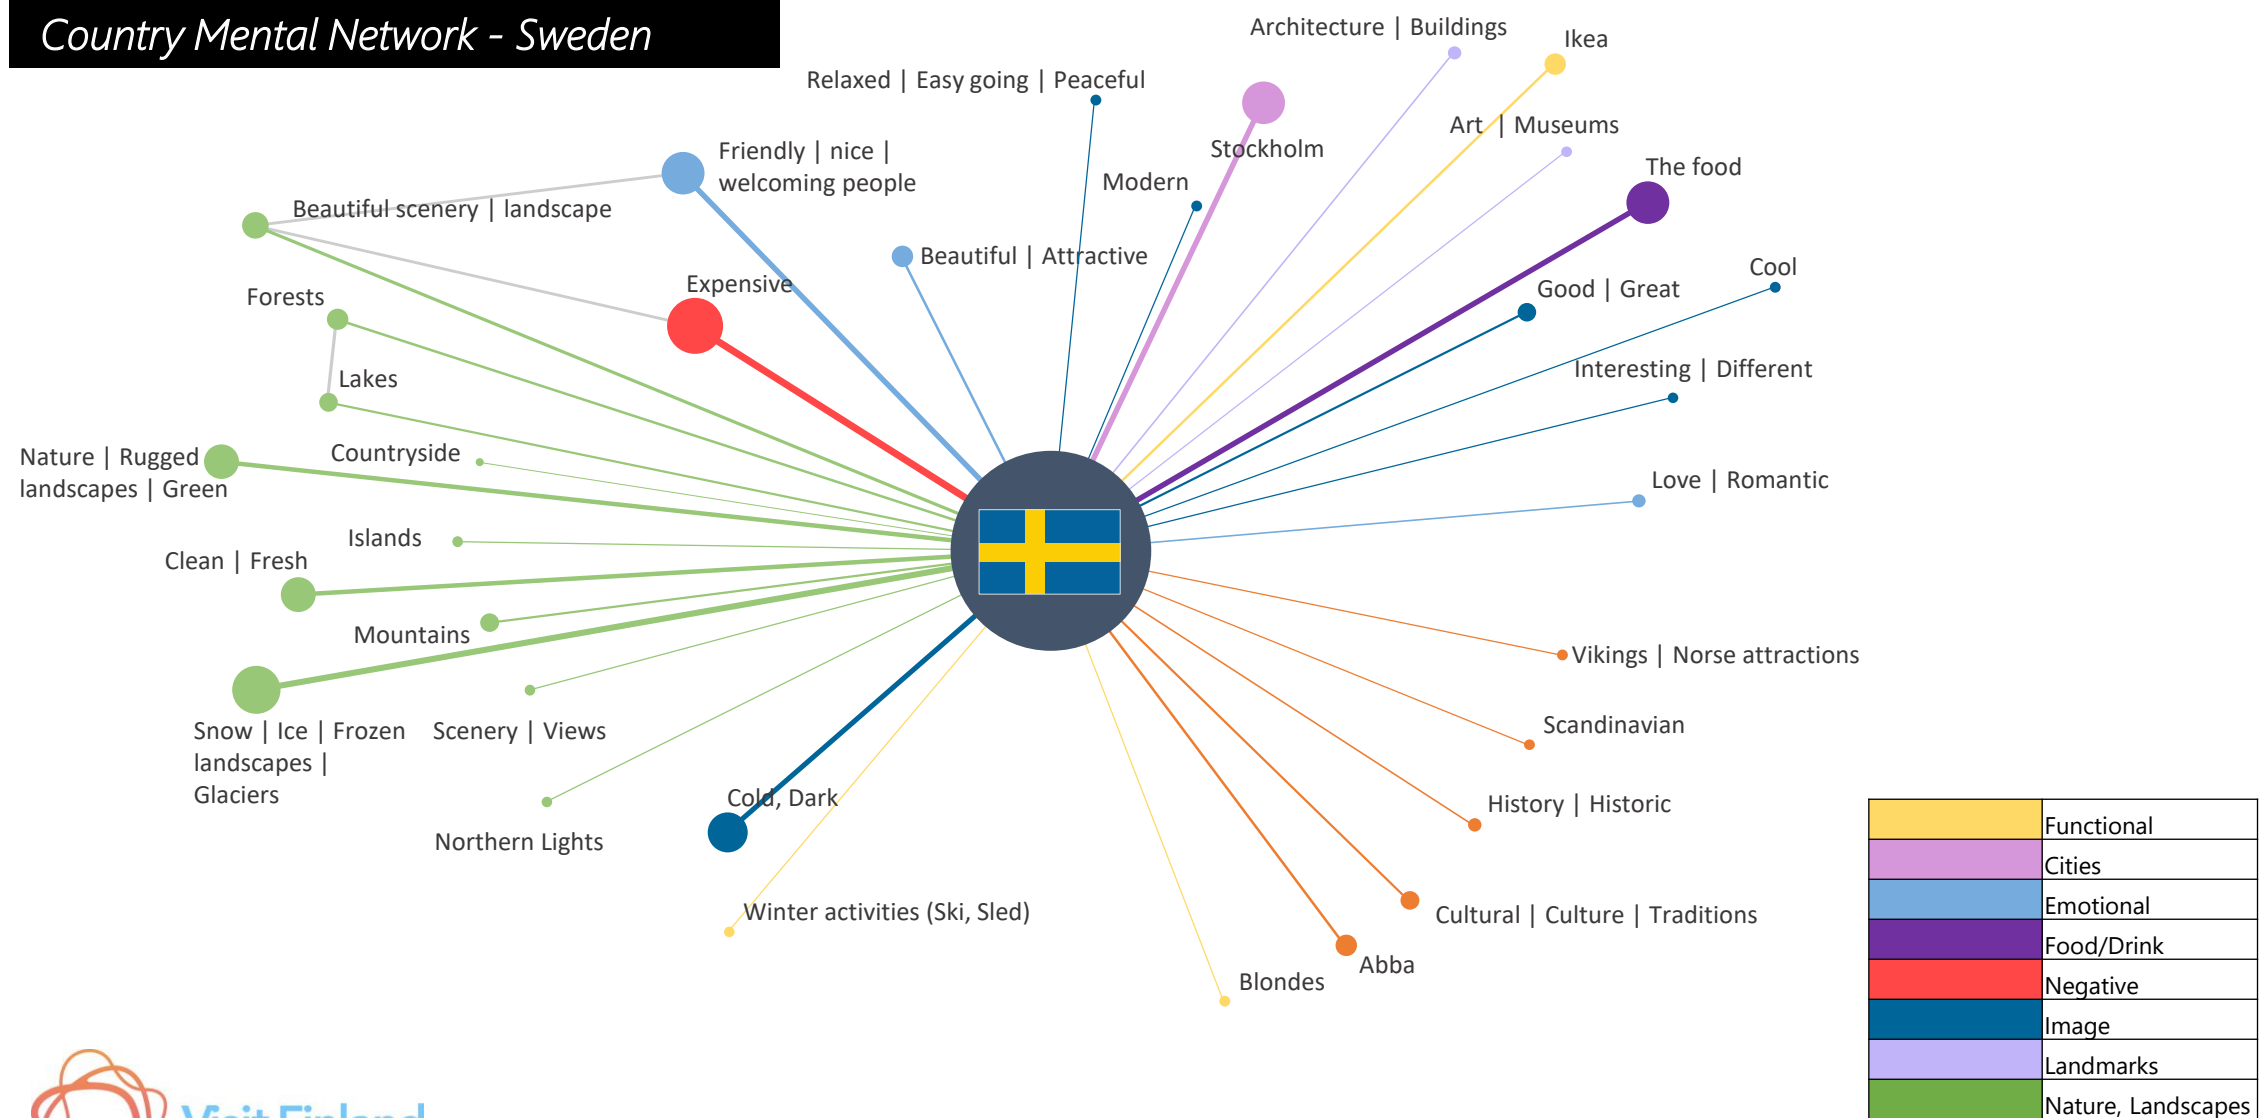 Country Mental Network - Sweden
Architecture | Buildings
Ikea
Relaxed | Easy going | Peaceful
Art | Museums
Stockholm
Friendly | nice |
welcoming people
The food
Modern
Beautiful scenery | landscape
Beautiful | Attractive
Cool
Expensive
Good | Great
Forests
Interesting | Different
Lakes
Countryside
Nature | Rugged
landscapes | Green
Love | Romantic
Islands
Clean | Fresh
Mountains
Vikings | Norse attractions
Scandinavian
Snow | Ice | Frozen
landscapes |
Glaciers
Scenery | Views
Cold, Dark
History | Historic
Northern Lights
Winter activities (Ski, Sled)
Cultural | Culture | Traditions
Abba
Blondes
Functional
Cities
Emotional
Food/Drink
Negative
Image
Landmarks
Nature, Landscapes
Visit Finland